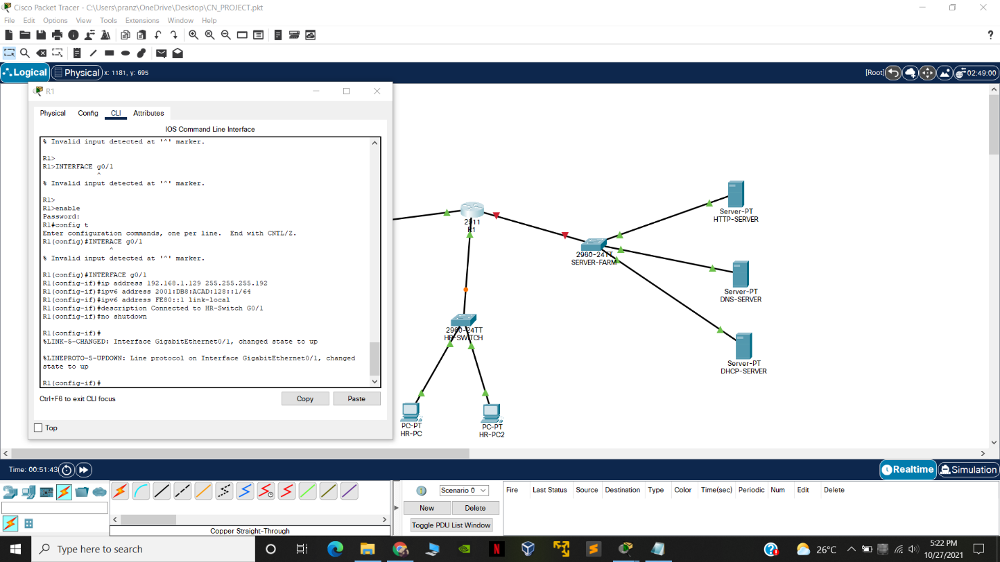 Cisco Packet Tracer - C:\Users\pranz\OneDrive\Desktop\CN_PROJECT.pkt
File Edit Options View Tools Extensions Window Help
?
Logical Physical x: 1181, y: 695 [Root] 02:49:00
R1
Physical Config CLI Attributes
IOS Command Line Interface
% Invalid input detected at '^' marker.
R1>
R1>INTERFACE g0/1
^
% Invalid input detected at '^' marker.
R1>
R1>enable
Password:
R1#config t
Enter configuration commands, one per line. End with CNTL/Z.
R1(config)#INTERACE g0/1
^
% Invalid input detected at '^' marker.
R1(config)#INTERFACE g0/1
R1(config-if)#ip address 192.168.1.129 255.255.255.192
R1(config-if)#ipv6 address 2001:DB8:ACAD:128::1/64
R1(config-if)#ipv6 address FE80::1 link-local
R1(config-if)#description Connected to HR-Switch G0/1
R1(config-if)#no shutdown
R1(config-if)#
%LINK-5-CHANGED: Interface GigabitEthernet0/1, changed state to up
%LINEPROTO-5-UPDOWN: Line protocol on Interface GigabitEthernet0/1, changed
state to up
R1(config-if)#
Ctrl+F6 to exit CLI focus
Copy Paste
Top
2911
R1
2960-24TT
SERVER-FARM
Server-PT
HTTP-SERVER
Server-PT
DNS-SERVER
Server-PT
DHCP-SERVER
2960-24TT
HR-SWITCH
PC-PT
HR-PC
PC-PT
HR-PC2
Time: 00:51:43
Realtime Simulation
Scenario 0
New Delete
Toggle PDU List Window
Fire Last Status Source Destination Type Color Time(sec) Periodic Num Edit Delete
Copper Straight-Through
Type here to search
26°C
5:22 PM
10/27/2021